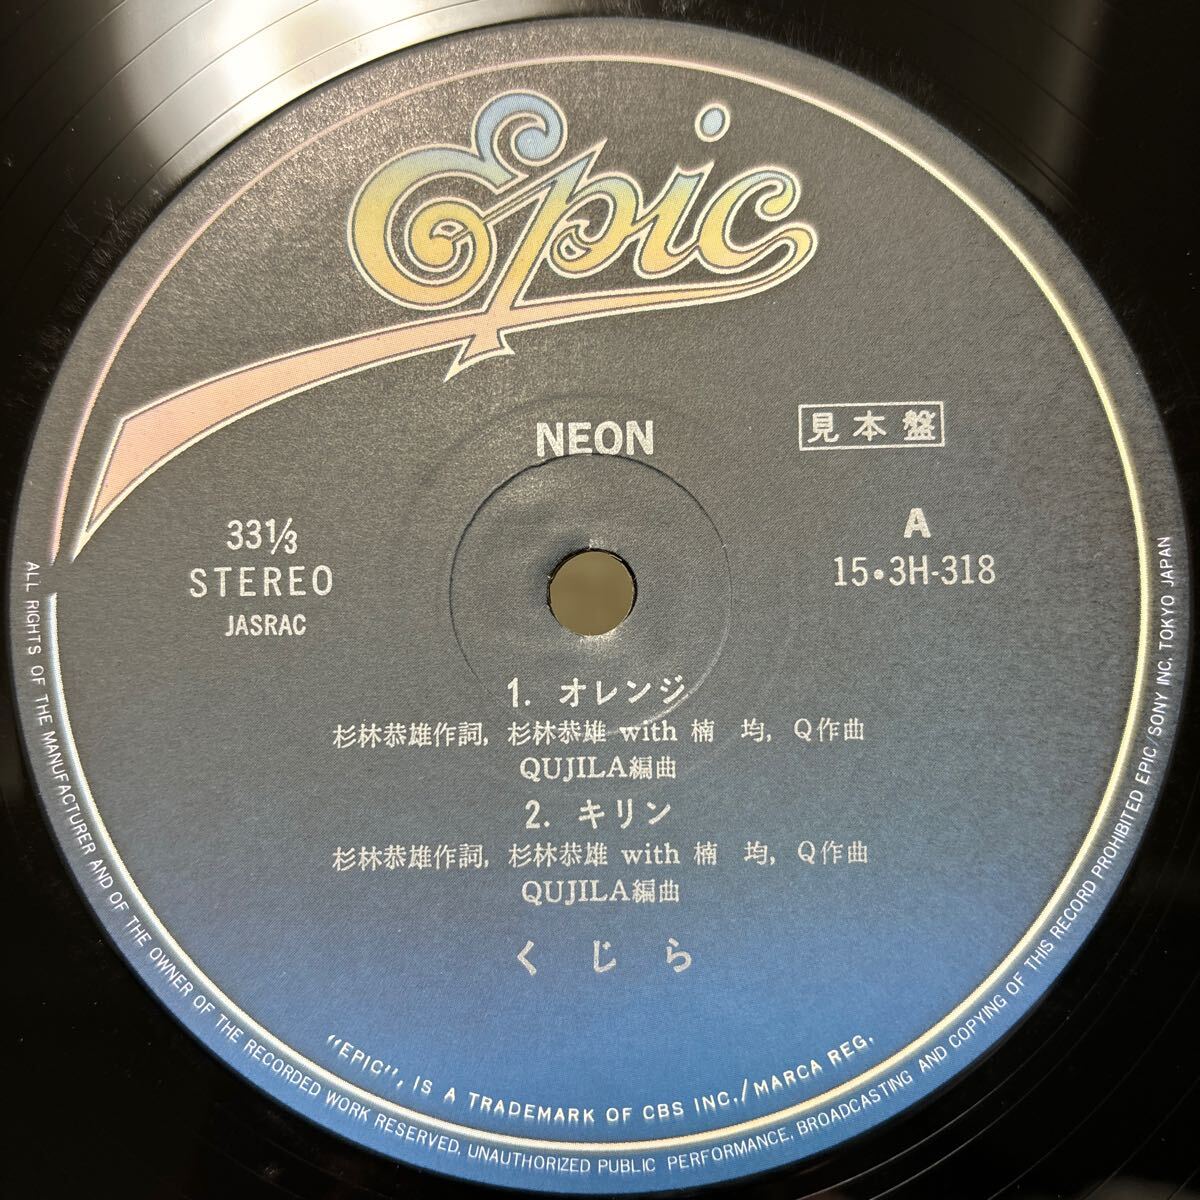 Epic
NEON
見本盤
33⅓
STEREO
JASRAC
A
15・3H-318
1. オレンジ
杉林恭雄作詞, 杉林恭雄 with 楠 均, Q作曲
QUJILA編曲
2. キリン
杉林恭雄作詞, 杉林恭雄 with 楠 均, Q作曲
QUJILA編曲
くじら
"EPIC", IS A TRADEMARK OF CBS INC./MARCA REG.
ALL RIGHTS OF THE MANUFACTURER AND OF THE OWNER OF THE RECORDED WORK RESERVED. UNAUTHORIZED PUBLIC PERFORMANCE, BROADCASTING AND COPYING OF THIS RECORD PROHIBITED EPIC/SONY INC. TOKYO JAPAN